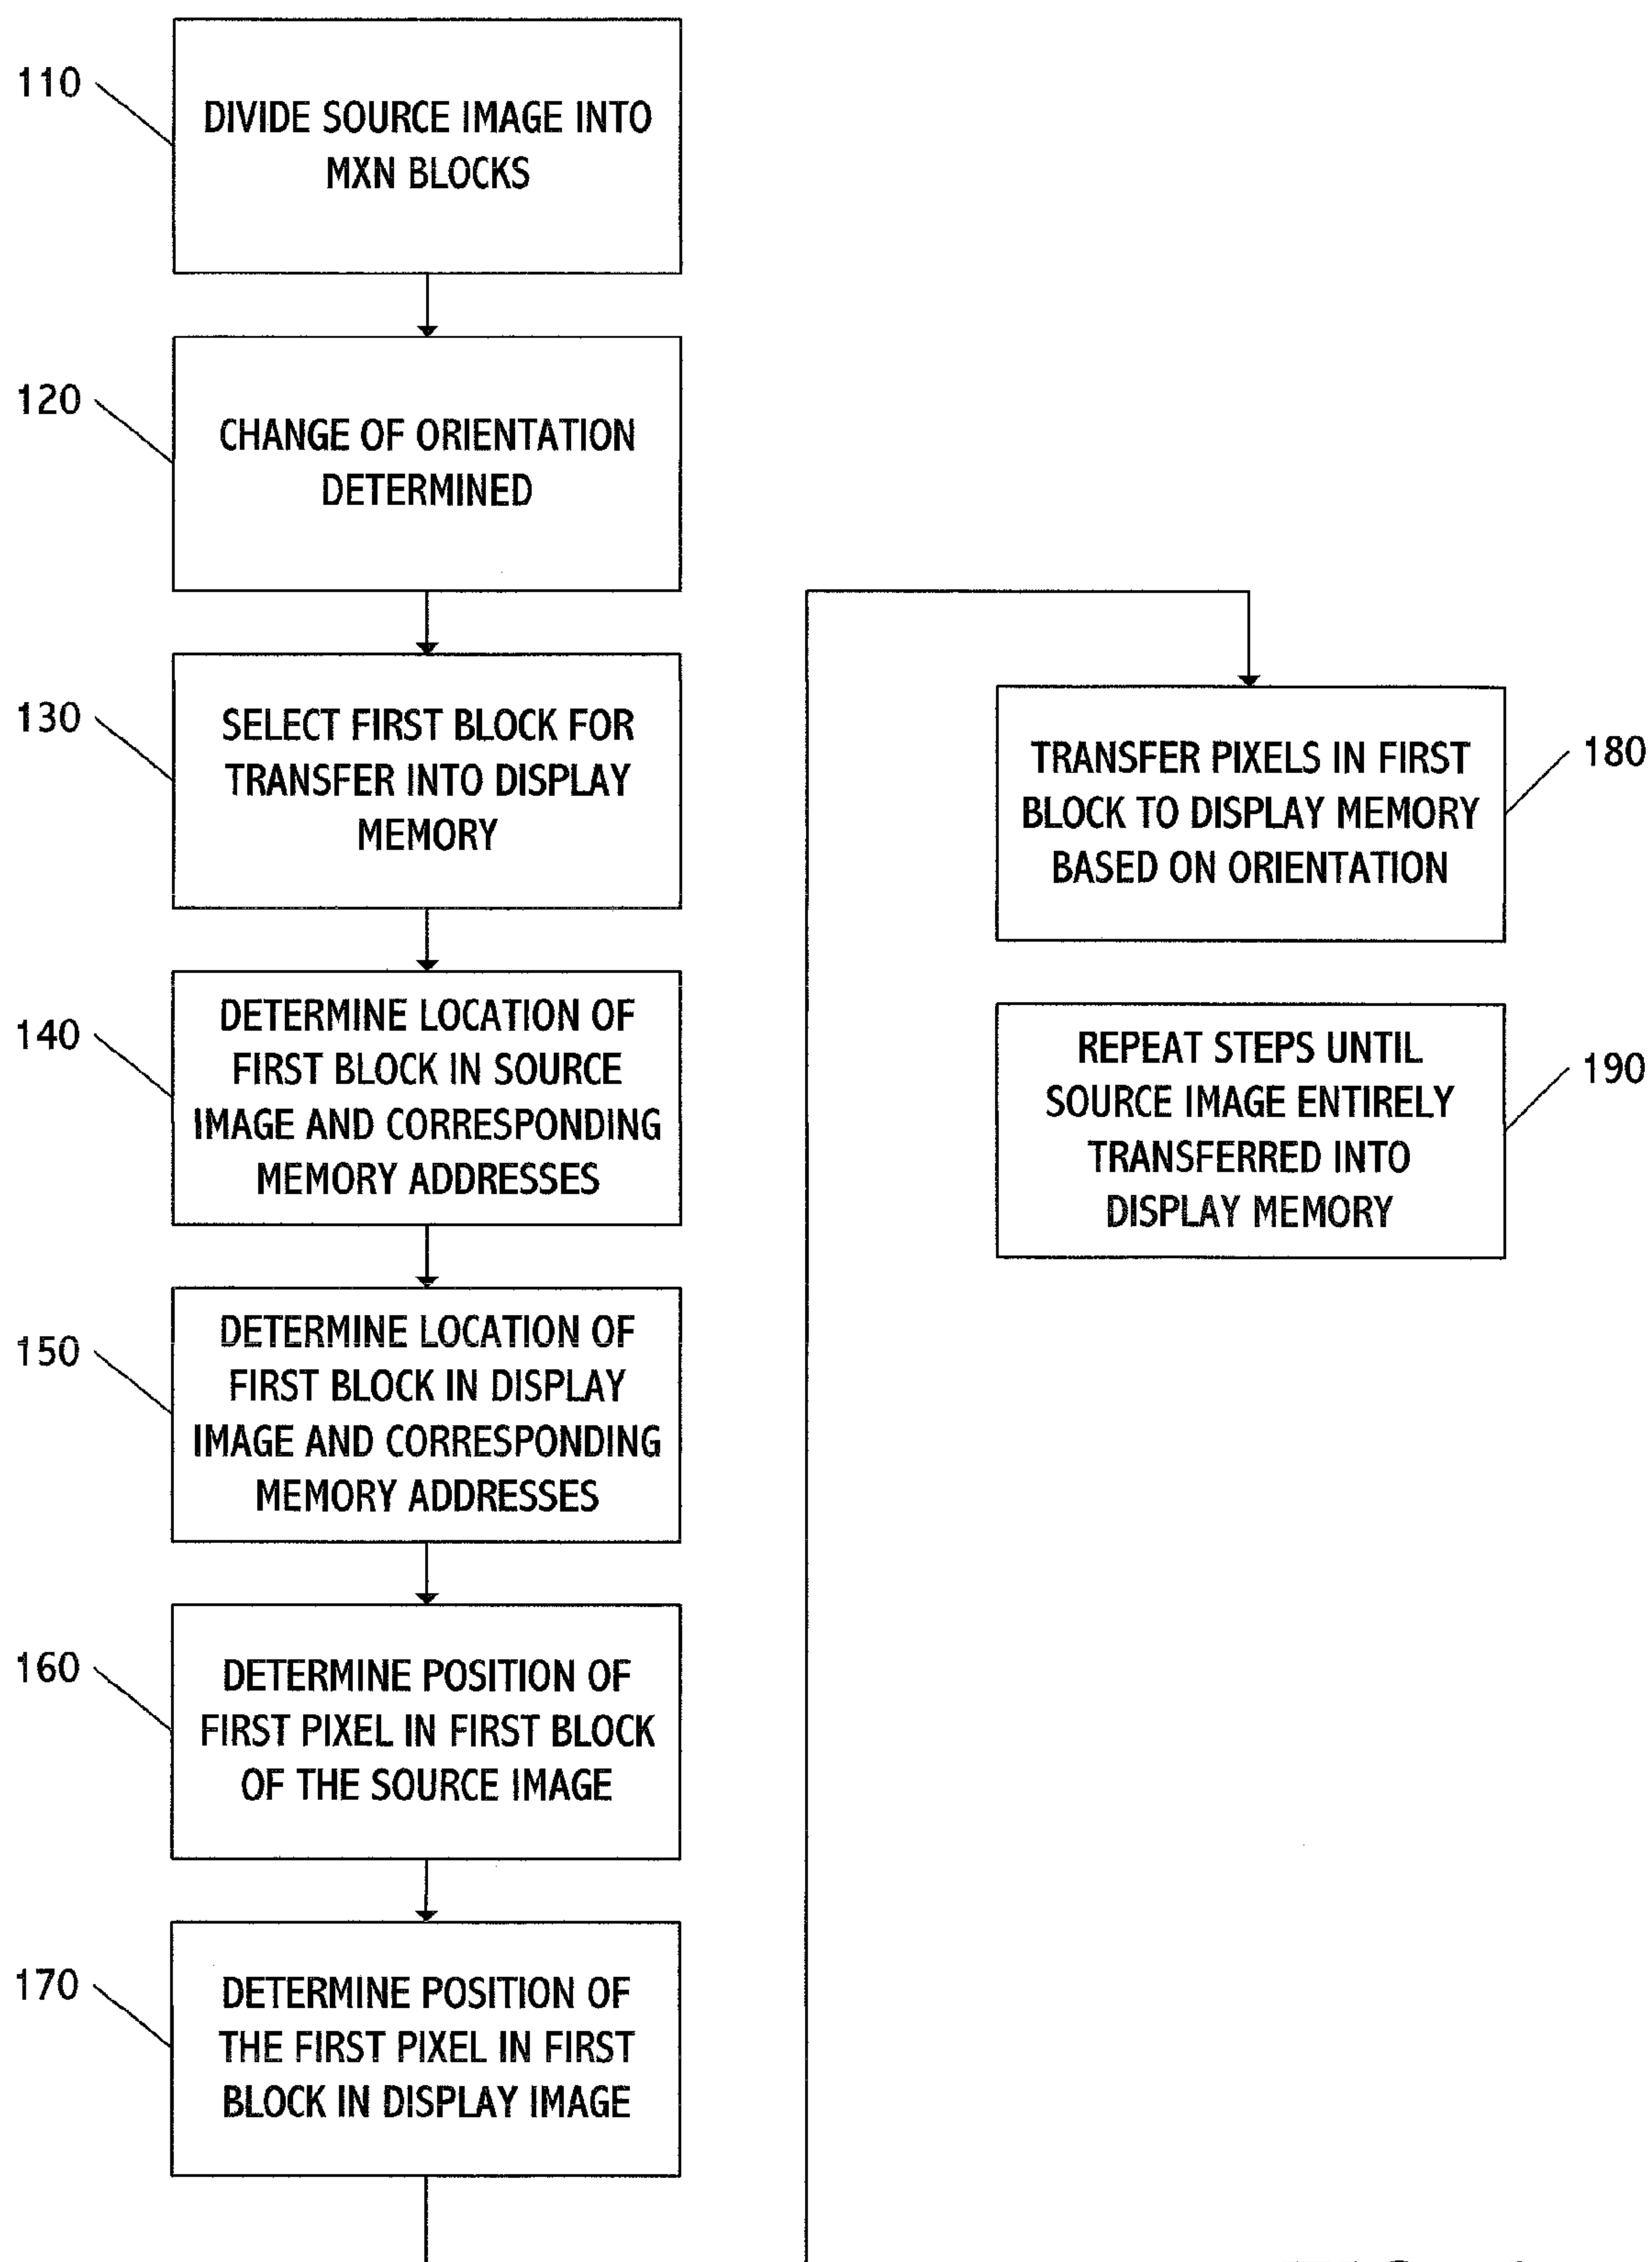 110
DIVIDE SOURCE IMAGE INTO
MXN BLOCKS
120
CHANGE OF ORIENTATION
DETERMINED
130
SELECT FIRST BLOCK FOR
TRANSFER INTO DISPLAY
MEMORY
140
DETERMINE LOCATION OF
FIRST BLOCK IN SOURCE
IMAGE AND CORRESPONDING
MEMORY ADDRESSES
150
DETERMINE LOCATION OF
FIRST BLOCK IN DISPLAY
IMAGE AND CORRESPONDING
MEMORY ADDRESSES
160
DETERMINE POSITION OF
FIRST PIXEL IN FIRST BLOCK
OF THE SOURCE IMAGE
170
DETERMINE POSITION OF
THE FIRST PIXEL IN FIRST
BLOCK IN DISPLAY IMAGE
TRANSFER PIXELS IN FIRST
BLOCK TO DISPLAY MEMORY
BASED ON ORIENTATION
180
REPEAT STEPS UNTIL
SOURCE IMAGE ENTIRELY
TRANSFERRED INTO
DISPLAY MEMORY
190